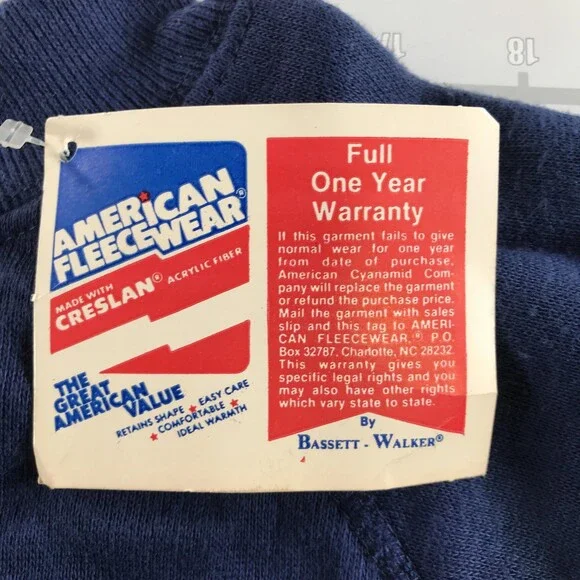 18
17
AMERICAN
FLEECEWEAR®
MADE WITH
CRESLAN® ACRYLIC FIBER
THE
GREAT
AMERICAN
VALUE
RETAINS SHAPE ★ EASY CARE
★ COMFORTABLE ★
IDEAL WARMTH
Full
One Year
Warranty
If this garment fails to give
normal wear for one year
from date of purchase,
American Cyanamid Com-
pany will replace the garment
or refund the purchase price.
Mail the garment with sales
slip and this tag to AMERI-
CAN FLEECEWEAR,® P.O.
Box 32787, Charlotte, NC 28232.
This warranty gives you
specific legal rights and you
may also have other rights
which vary state to state.
By
BASSETT - WALKER®